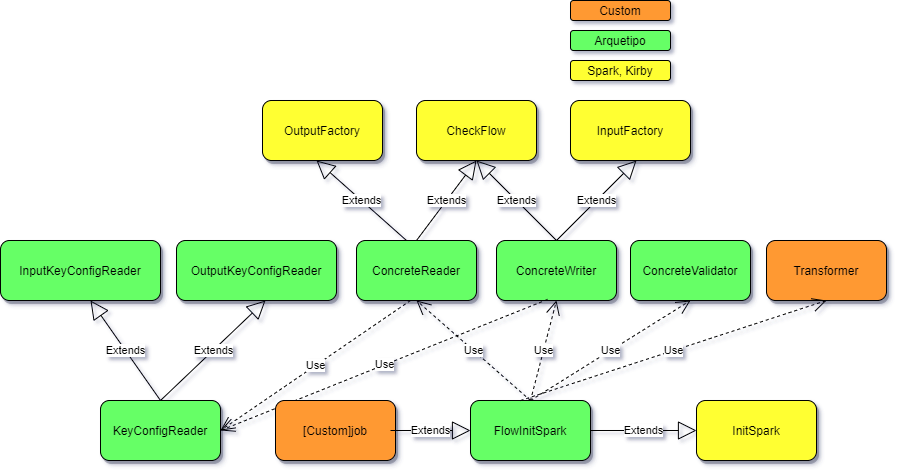 Custom
Arquetipo
Spark, Kirby
OutputFactory
CheckFlow
InputFactory
Extends
Extends
Extends
Extends
InputKeyConfigReader
OutputKeyConfigReader
ConcreteReader
ConcreteWriter
ConcreteValidator
Transformer
Extends
Extends
Use
Use
Use
Use
Use
Use
KeyConfigReader
[Custom]job
Extends
FlowInitSpark
Extends
InitSpark